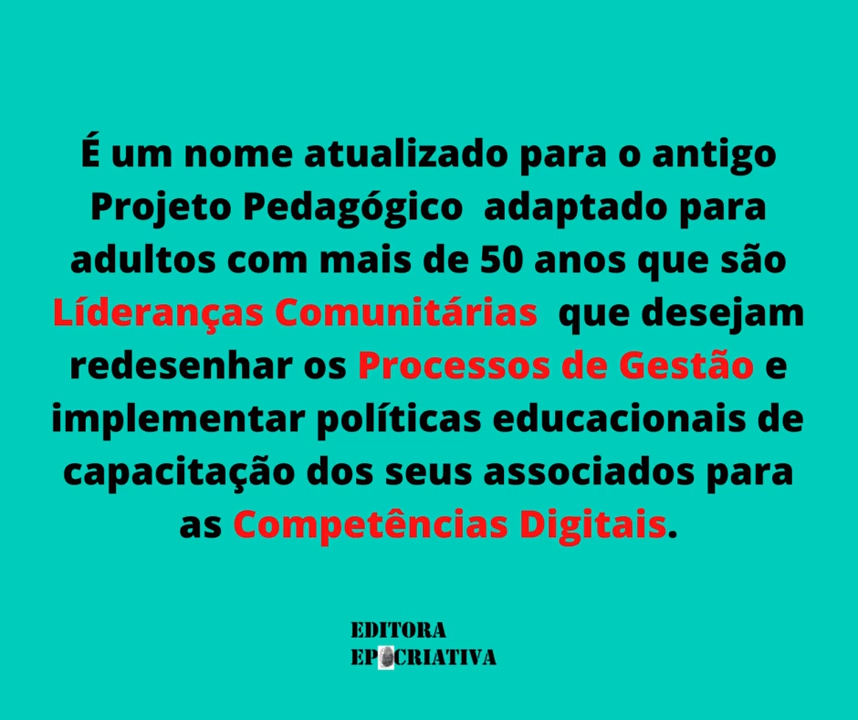 É um nome atualizado para o antigo
Projeto Pedagógico adaptado para
adultos com mais de 50 anos que são
Líderanças Comunitárias que desejam
redesenhar os Processos de Gestão e
implementar políticas educacionais de
capacitação dos seus associados para
as Competências Digitais.
EDITORA
EPOCRIATIVA